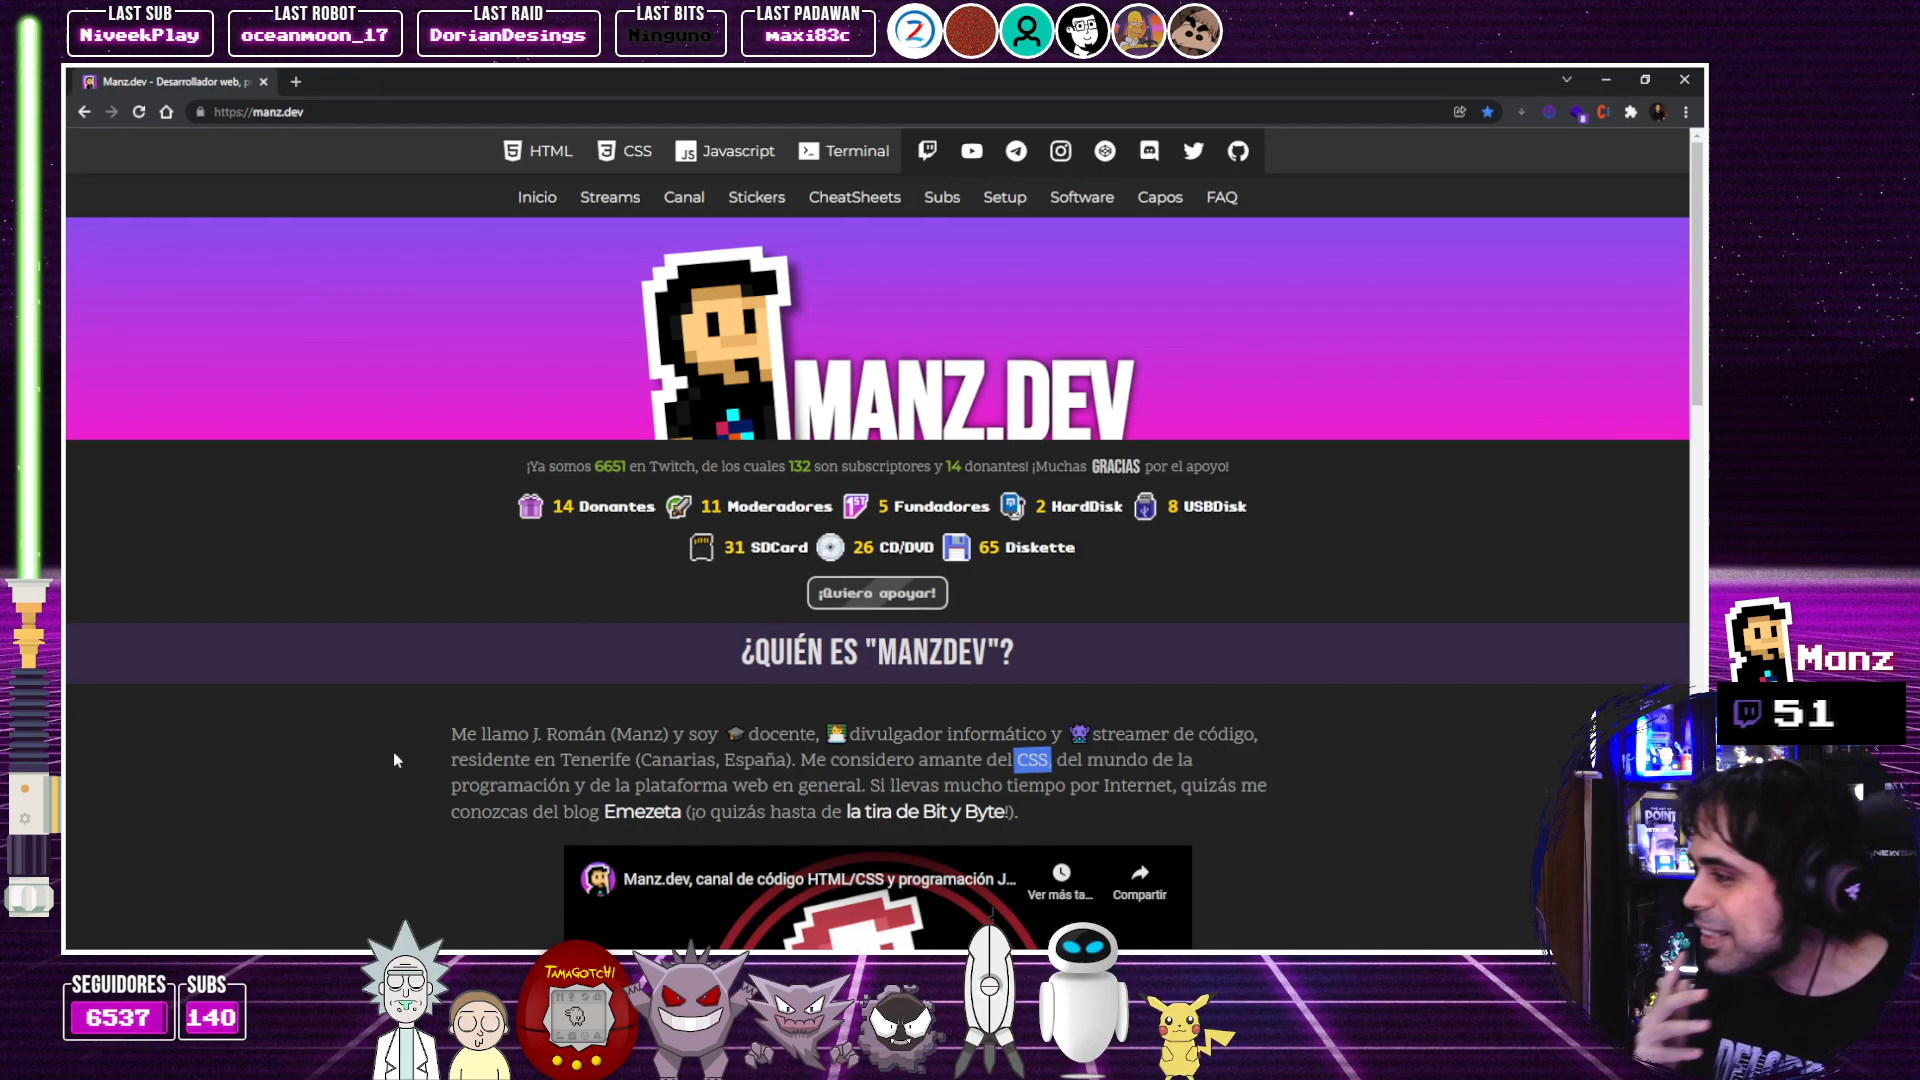 LAST SUB
NiveekPlay
LAST ROBOT
oceanmoon_17
LAST RAID
DorianDesings
LAST BITS
Ninguno
LAST PADAWAN
maxi83c
Manz.dev - Desarrollador web, p
https://manz.dev
HTML
CSS
JS Javascript
Terminal
Inicio Streams Canal Stickers CheatSheets Subs Setup Software Capos FAQ
MANZ.DEV
¡Ya somos 6651 en Twitch, de los cuales 132 son subscriptores y 14 donantes! ¡Muchas GRACIAS por el apoyo!
14 Donantes 11 Moderadores 1ST 5 Fundadores 2 HardDisk 8 USBDisk
31 SDCard 26 CD/DVD 65 Diskette
¡Quiero apoyar!
¿QUIÉN ES "MANZDEV"?
Me llamo J. Román (Manz) y soy docente, divulgador informático y streamer de código,
residente en Tenerife (Canarias, España). Me considero amante del CSS, del mundo de la
programación y de la plataforma web en general. Si llevas mucho tiempo por Internet, quizás me
conozcas del blog Emezeta (¡o quizás hasta de la tira de Bit y Byte!).
Manz.dev, canal de código HTML/CSS y programación J...
Ver más ta...
Compartir
Manz
51
POINT
TAMAGOTCHI
SEGUIDORES
6537
SUBS
140